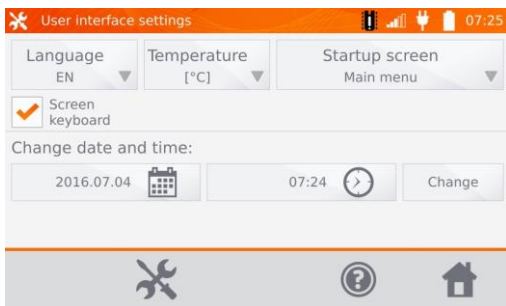 User interface settings 07:25
Language Temperature Startup screen
EN [°C] Main menu
Screen
keyboard
Change date and time:
2016.07.04 07:24 Change